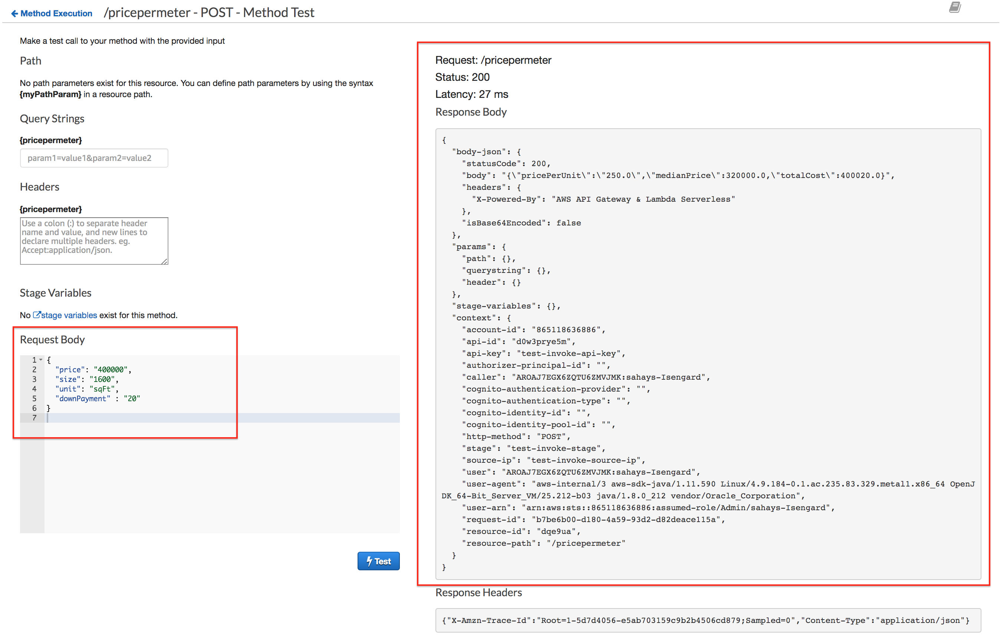 Method Execution /pricepermeter - POST - Method Test
Make a test call to your method with the provided input
Path
No path parameters exist for this resource. You can define path parameters by using the syntax
{myPathParam} in a resource path.
Query Strings
{pricepermeter}
param1=value1&param2=value2
Headers
{pricepermeter}
Use a colon (:) to separate header
name and value, and new lines to
declare multiple headers. eg.
Accept:application/json.
Stage Variables
No stage variables exist for this method.
Request Body
1 {
2 "price": "400000",
3 "size": "1600",
4 "unit": "sqFt",
5 "downPayment" : "20"
6 }
7
Test
Request: /pricepermeter
Status: 200
Latency: 27 ms
Response Body
{
"body-json": {
"statusCode": 200,
"body": "{\"pricePerUnit\":\"250.0\",\"medianPrice\":320000.0,\"totalCost\":400020.0}",
"headers": {
"X-Powered-By": "AWS API Gateway & Lambda Serverless"
},
"isBase64Encoded": false
},
"params": {
"path": {},
"querystring": {},
"header": {}
},
"stage-variables": {},
"context": {
"account-id": "865118636886",
"api-id": "d0w3prye5m",
"api-key": "test-invoke-api-key",
"authorizer-principal-id": "",
"caller": "AROAJ7EGX6ZQTU6ZMVJMK:sahays-Isengard",
"cognito-authentication-provider": "",
"cognito-authentication-type": "",
"cognito-identity-id": "",
"cognito-identity-pool-id": "",
"http-method": "POST",
"stage": "test-invoke-stage",
"source-ip": "test-invoke-source-ip",
"user": "AROAJ7EGX6ZQTU6ZMVJMK:sahays-Isengard",
"user-agent": "aws-internal/3 aws-sdk-java/1.11.590 Linux/4.9.184-0.1.ac.235.83.329.metal1.x86_64 OpenJ
DK_64-Bit_Server_VM/25.212-b03 java/1.8.0_212 vendor/Oracle_Corporation",
"user-arn": "arn:aws:sts::865118636886:assumed-role/Admin/sahays-Isengard",
"request-id": "b7be6b00-d180-4a59-93d2-d82deace115a",
"resource-id": "dqe9ua",
"resource-path": "/pricepermeter"
}
}
Response Headers
{"X-Amzn-Trace-Id":"Root=1-5d7d4056-e5ab703159c9b2b4506cd879;Sampled=0","Content-Type":"application/json"}